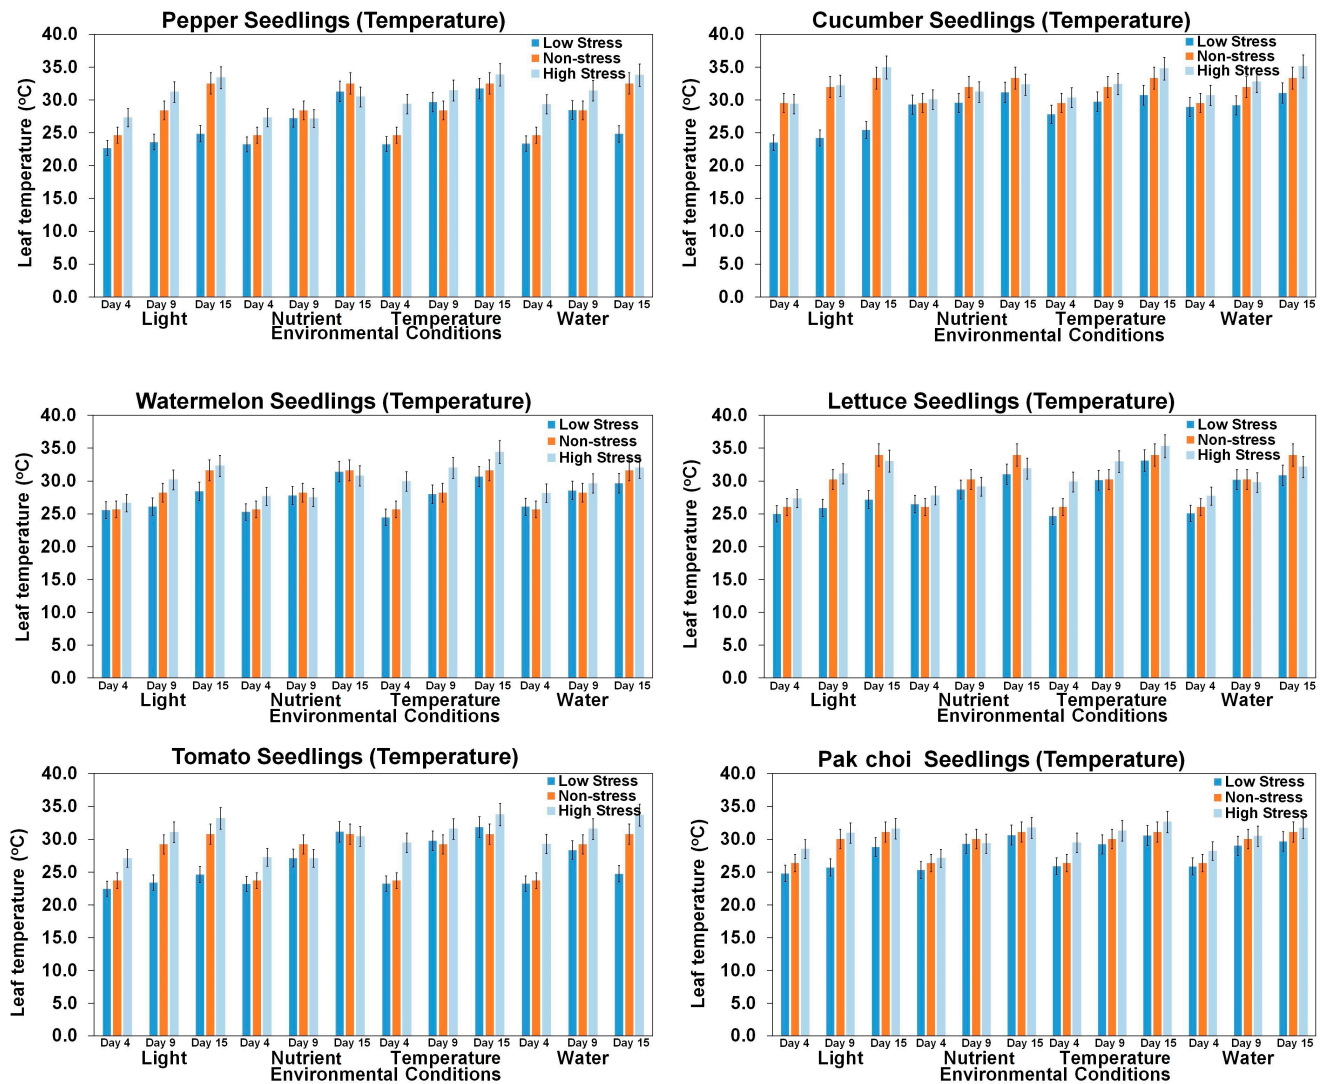 Pepper Seedlings (Temperature)
40.0
35.0
30.0
25.0
20.0
15.0
10.0
5.0
0.0
Leaf temperature (ºC)
Low Stress
Non-stress
High Stress
Day 4 Day 9 Day 15 Day 4 Day 9 Day 15 Day 4 Day 9 Day 15 Day 4 Day 9 Day 15
Light Nutrient Temperature Water
Environmental Conditions
Cucumber Seedlings (Temperature)
40.0
35.0
30.0
25.0
20.0
15.0
10.0
5.0
0.0
Leaf temperature (ºC)
Low Stress
Non-stress
High Stress
Day 4 Day 9 Day 15 Day 4 Day 9 Day 15 Day 4 Day 9 Day 15 Day 4 Day 9 Day 15
Light Nutrient Temperature Water
Environmental Conditions
Watermelon Seedlings (Temperature)
40.0
35.0
30.0
25.0
20.0
15.0
10.0
5.0
0.0
Leaf temperature (ºC)
Low Stress
Non-stress
High Stress
Day 4 Day 9 Day 15 Day 4 Day 9 Day 15 Day 4 Day 9 Day 15 Day 4 Day 9 Day 15
Light Nutrient Temperature Water
Environmental Conditions
Lettuce Seedlings (Temperature)
40.0
35.0
30.0
25.0
20.0
15.0
10.0
5.0
0.0
Leaf temperature (ºC)
Low Stress
Non-stress
High Stress
Day 4 Day 9 Day 15 Day 4 Day 9 Day 15 Day 4 Day 9 Day 15 Day 4 Day 9 Day 15
Light Nutrient Temperature Water
Environmental Conditions
Tomato Seedlings (Temperature)
40.0
35.0
30.0
25.0
20.0
15.0
10.0
5.0
0.0
Leaf temperature (ºC)
Low Stress
Non-stress
High Stress
Day 4 Day 9 Day 15 Day 4 Day 9 Day 15 Day 4 Day 9 Day 15 Day 4 Day 9 Day 15
Light Nutrient Temperature Water
Environmental Conditions
Pak choi Seedlings (Temperature)
40.0
35.0
30.0
25.0
20.0
15.0
10.0
5.0
0.0
Leaf temperature (ºC)
Low Stress
Non-stress
High Stress
Day 4 Day 9 Day 15 Day 4 Day 9 Day 15 Day 4 Day 9 Day 15 Day 4 Day 9 Day 15
Light Nutrient Temperature Water
Environmental Conditions